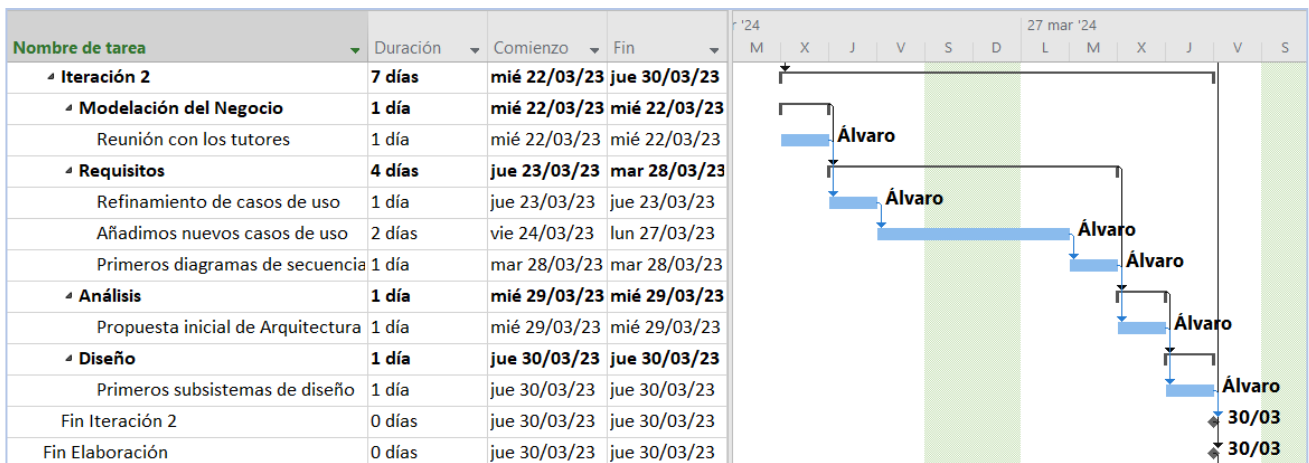 r '24 27 mar '24
Nombre de tarea Duración Comienzo Fin M X J V S D L M X J V S
Iteración 2 7 días mié 22/03/23 jue 30/03/23
Modelación del Negocio 1 día mié 22/03/23 mié 22/03/23
Reunión con los tutores 1 día mié 22/03/23 mié 22/03/23 Álvaro
Requisitos 4 días jue 23/03/23 mar 28/03/23
Refinamiento de casos de uso 1 día jue 23/03/23 jue 23/03/23 Álvaro
Añadimos nuevos casos de uso 2 días vie 24/03/23 lun 27/03/23 Álvaro
Primeros diagramas de secuencia 1 día mar 28/03/23 mar 28/03/23 Álvaro
Análisis 1 día mié 29/03/23 mié 29/03/23
Propuesta inicial de Arquitectura 1 día mié 29/03/23 mié 29/03/23 Álvaro
Diseño 1 día jue 30/03/23 jue 30/03/23
Primeros subsistemas de diseño 1 día jue 30/03/23 jue 30/03/23 Álvaro
Fin Iteración 2 0 días jue 30/03/23 jue 30/03/23 30/03
Fin Elaboración 0 días jue 30/03/23 jue 30/03/23 30/03